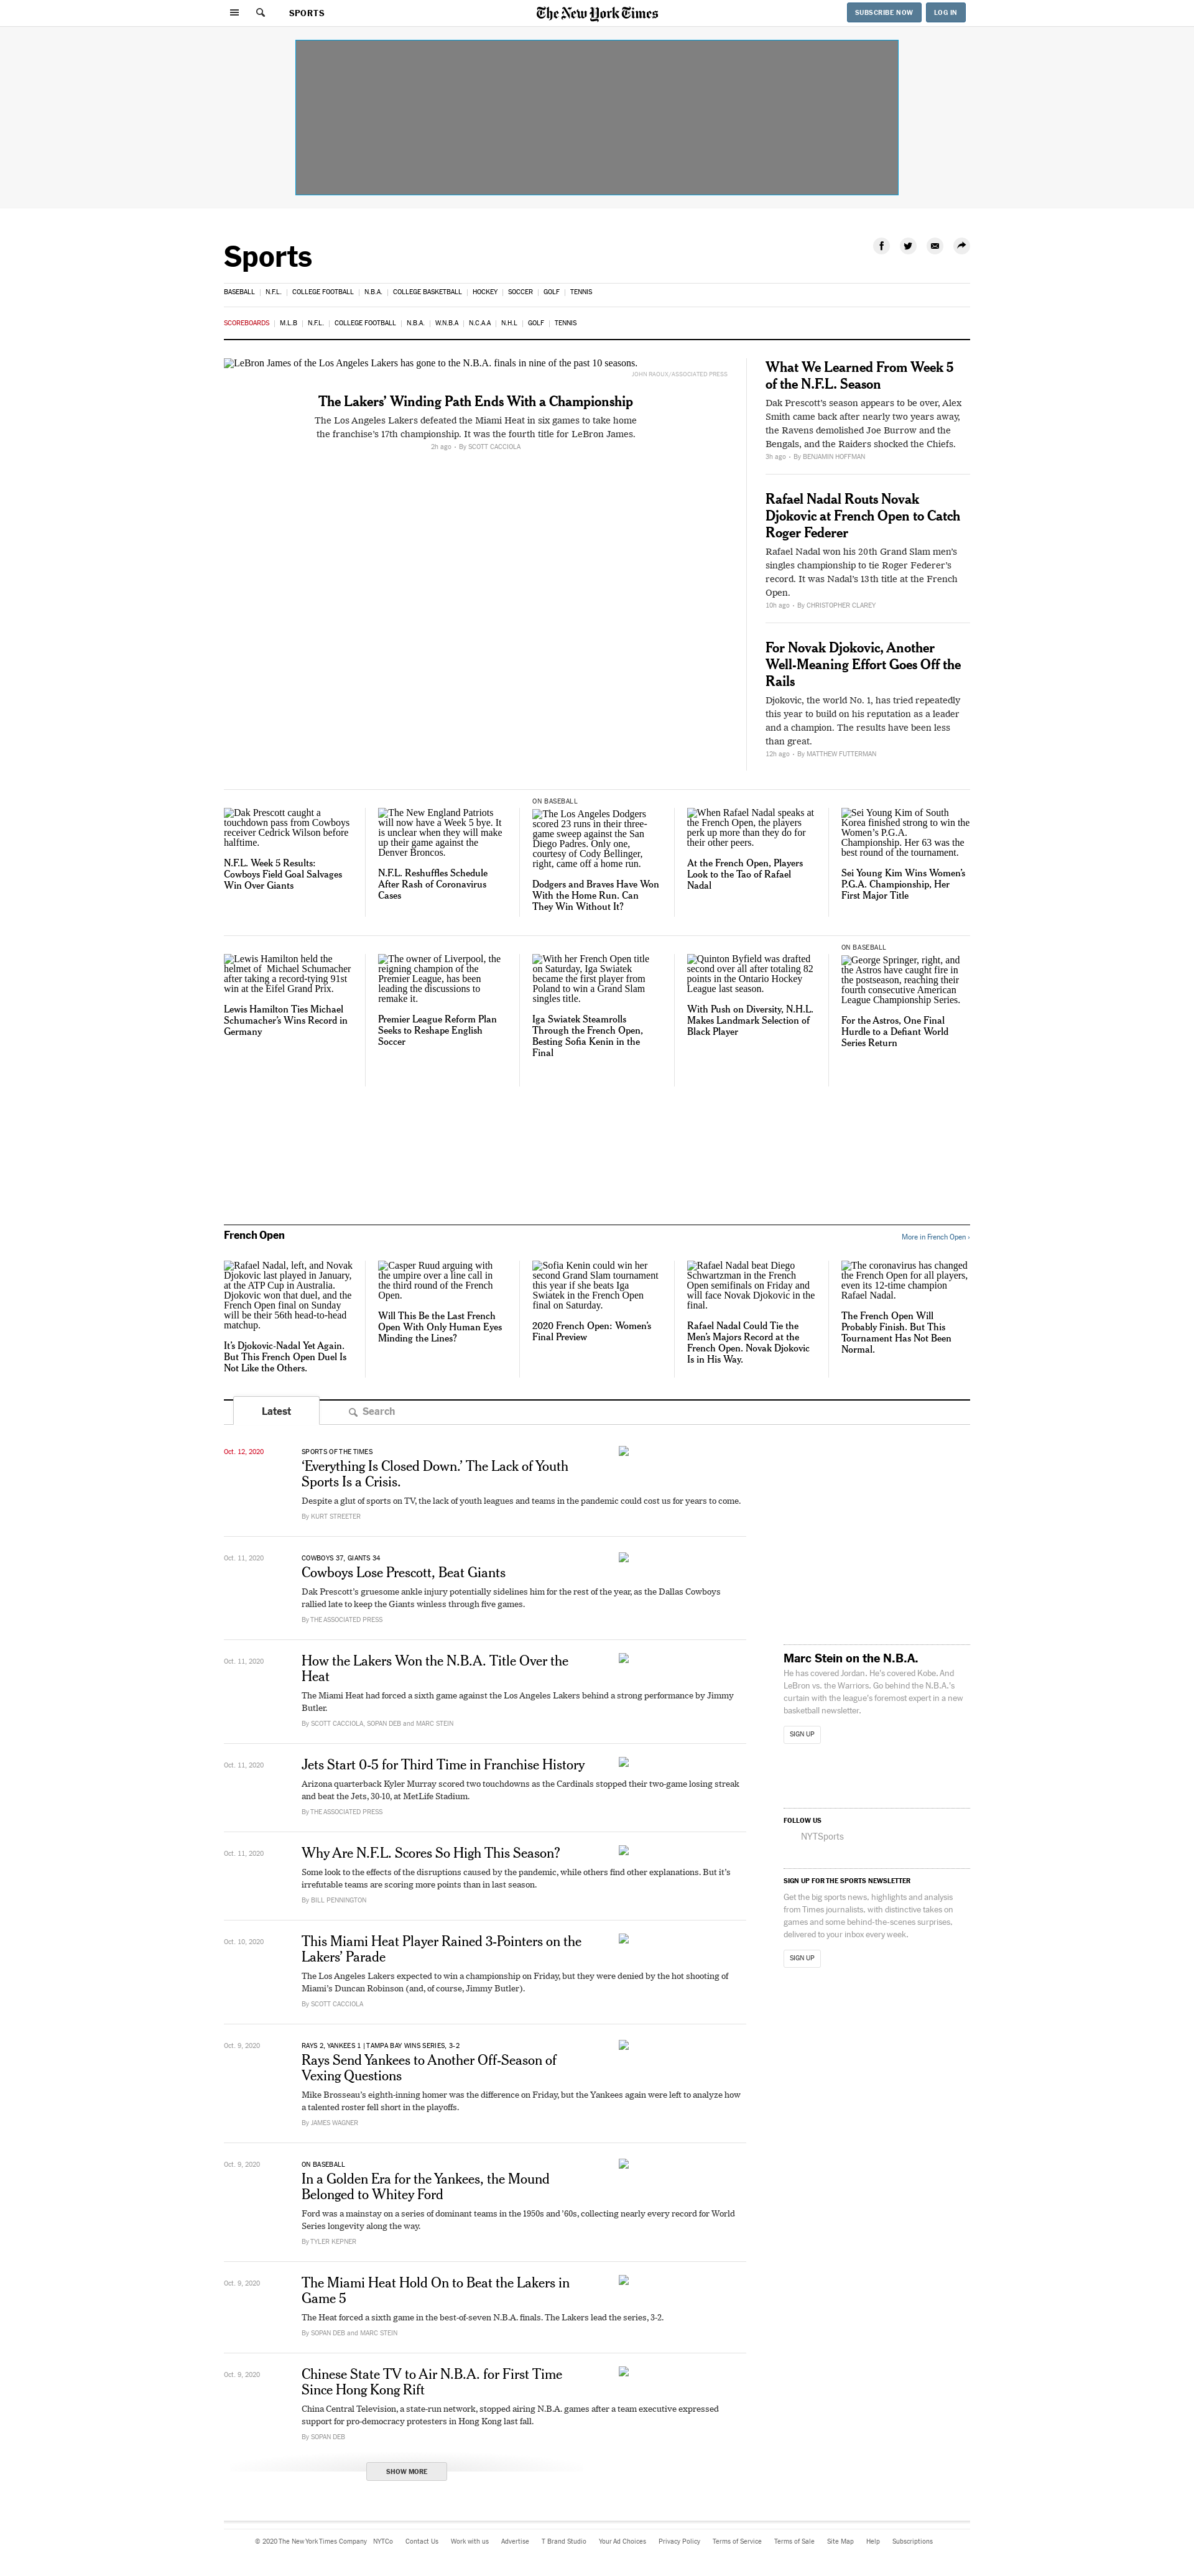 SPORTS
The New York Times
SUBSCRIBE NOW
LOG IN
Sports
BASEBALL | N.F.L. | COLLEGE FOOTBALL | N.B.A. | COLLEGE BASKETBALL | HOCKEY | SOCCER | GOLF | TENNIS
SCOREBOARDS | M.L.B | N.F.L. | COLLEGE FOOTBALL | N.B.A. | W.N.B.A | N.C.A.A | N.H.L | GOLF | TENNIS
LeBron James of the Los Angeles Lakers has gone to the N.B.A. finals in nine of the past 10 seasons.
JOHN RAOUX/ASSOCIATED PRESS
The Lakers’ Winding Path Ends With a Championship
The Los Angeles Lakers defeated the Miami Heat in six games to take home
the franchise’s 17th championship. It was the fourth title for LeBron James.
2h ago • By SCOTT CACCIOLA
What We Learned From Week 5
of the N.F.L. Season
Dak Prescott’s season appears to be over, Alex
Smith came back after nearly two years away,
the Ravens demolished Joe Burrow and the
Bengals, and the Raiders shocked the Chiefs.
3h ago • By BENJAMIN HOFFMAN
Rafael Nadal Routs Novak
Djokovic at French Open to Catch
Roger Federer
Rafael Nadal won his 20th Grand Slam men’s
singles championship to tie Roger Federer’s
record. It was Nadal’s 13th title at the French
Open.
10h ago • By CHRISTOPHER CLAREY
For Novak Djokovic, Another
Well-Meaning Effort Goes Off the
Rails
Djokovic, the world No. 1, has tried repeatedly
this year to build on his reputation as a leader
and a champion. The results have been less
than great.
12h ago • By MATTHEW FUTTERMAN
Dak Prescott caught a
touchdown pass from Cowboys
receiver Cedrick Wilson before
halftime.
N.F.L. Week 5 Results:
Cowboys Field Goal Salvages
Win Over Giants
The New England Patriots
will now have a Week 5 bye. It
is unclear when they will make
up their game against the
Denver Broncos.
N.F.L. Reshuffles Schedule
After Rash of Coronavirus
Cases
ON BASEBALL
The Los Angeles Dodgers
scored 23 runs in their three-
game sweep against the San
Diego Padres. Only one,
courtesy of Cody Bellinger,
right, came off a home run.
Dodgers and Braves Have Won
With the Home Run. Can
They Win Without It?
When Rafael Nadal speaks at
the French Open, the players
perk up more than they do for
their other peers.
At the French Open, Players
Look to the Tao of Rafael
Nadal
Sei Young Kim of South
Korea finished strong to win the
Women’s P.G.A.
Championship. Her 63 was the
best round of the tournament.
Sei Young Kim Wins Women’s
P.G.A. Championship, Her
First Major Title
Lewis Hamilton held the
helmet of Michael Schumacher
after taking a record-tying 91st
win at the Eifel Grand Prix.
Lewis Hamilton Ties Michael
Schumacher’s Wins Record in
Germany
The owner of Liverpool, the
reigning champion of the
Premier League, has been
leading the discussions to
remake it.
Premier League Reform Plan
Seeks to Reshape English
Soccer
With her French Open title
on Saturday, Iga Swiatek
became the first player from
Poland to win a Grand Slam
singles title.
Iga Swiatek Steamrolls
Through the French Open,
Besting Sofia Kenin in the
Final
Quinton Byfield was drafted
second over all after totaling 82
points in the Ontario Hockey
League last season.
With Push on Diversity, N.H.L.
Makes Landmark Selection of
Black Player
ON BASEBALL
George Springer, right, and
the Astros have caught fire in
the postseason, reaching their
fourth consecutive American
League Championship Series.
For the Astros, One Final
Hurdle to a Defiant World
Series Return
French Open
More in French Open ›
Rafael Nadal, left, and Novak
Djokovic last played in January,
at the ATP Cup in Australia.
Djokovic won that duel, and the
French Open final on Sunday
will be their 56th head-to-head
matchup.
It’s Djokovic-Nadal Yet Again.
But This French Open Duel Is
Not Like the Others.
Casper Ruud arguing with
the umpire over a line call in
the third round of the French
Open.
Will This Be the Last French
Open With Only Human Eyes
Minding the Lines?
Sofia Kenin could win her
second Grand Slam tournament
this year if she beats Iga
Swiatek in the French Open
final on Saturday.
2020 French Open: Women’s
Final Preview
Rafael Nadal beat Diego
Schwartzman in the French
Open semifinals on Friday and
will face Novak Djokovic in the
final.
Rafael Nadal Could Tie the
Men’s Majors Record at the
French Open. Novak Djokovic
Is in His Way.
The coronavirus has changed
the French Open for all players,
even its 12-time champion
Rafael Nadal.
The French Open Will
Probably Finish. But This
Tournament Has Not Been
Normal.
Latest
Search
Oct. 12, 2020
SPORTS OF THE TIMES
‘Everything Is Closed Down.’ The Lack of Youth
Sports Is a Crisis.
Despite a glut of sports on TV, the lack of youth leagues and teams in the pandemic could cost us for years to come.
By KURT STREETER
Oct. 11, 2020
COWBOYS 37, GIANTS 34
Cowboys Lose Prescott, Beat Giants
Dak Prescott’s gruesome ankle injury potentially sidelines him for the rest of the year, as the Dallas Cowboys
rallied late to keep the Giants winless through five games.
By THE ASSOCIATED PRESS
Oct. 11, 2020
How the Lakers Won the N.B.A. Title Over the
Heat
The Miami Heat had forced a sixth game against the Los Angeles Lakers behind a strong performance by Jimmy
Butler.
By SCOTT CACCIOLA, SOPAN DEB and MARC STEIN
Oct. 11, 2020
Jets Start 0-5 for Third Time in Franchise History
Arizona quarterback Kyler Murray scored two touchdowns as the Cardinals stopped their two-game losing streak
and beat the Jets, 30-10, at MetLife Stadium.
By THE ASSOCIATED PRESS
Oct. 11, 2020
Why Are N.F.L. Scores So High This Season?
Some look to the effects of the disruptions caused by the pandemic, while others find other explanations. But it’s
irrefutable teams are scoring more points than in last season.
By BILL PENNINGTON
Oct. 10, 2020
This Miami Heat Player Rained 3-Pointers on the
Lakers’ Parade
The Los Angeles Lakers expected to win a championship on Friday, but they were denied by the hot shooting of
Miami’s Duncan Robinson (and, of course, Jimmy Butler).
By SCOTT CACCIOLA
Oct. 9, 2020
RAYS 2, YANKEES 1 | TAMPA BAY WINS SERIES, 3-2
Rays Send Yankees to Another Off-Season of
Vexing Questions
Mike Brosseau’s eighth-inning homer was the difference on Friday, but the Yankees again were left to analyze how
a talented roster fell short in the playoffs.
By JAMES WAGNER
Oct. 9, 2020
ON BASEBALL
In a Golden Era for the Yankees, the Mound
Belonged to Whitey Ford
Ford was a mainstay on a series of dominant teams in the 1950s and ’60s, collecting nearly every record for World
Series longevity along the way.
By TYLER KEPNER
Oct. 9, 2020
The Miami Heat Hold On to Beat the Lakers in
Game 5
The Heat forced a sixth game in the best-of-seven N.B.A. finals. The Lakers lead the series, 3-2.
By SOPAN DEB and MARC STEIN
Oct. 9, 2020
Chinese State TV to Air N.B.A. for First Time
Since Hong Kong Rift
China Central Television, a state-run network, stopped airing N.B.A. games after a team executive expressed
support for pro-democracy protesters in Hong Kong last fall.
By SOPAN DEB
SHOW MORE
Marc Stein on the N.B.A.
He has covered Jordan. He’s covered Kobe. And
LeBron vs. the Warriors. Go behind the N.B.A.’s
curtain with the league’s foremost expert in a new
basketball newsletter.
SIGN UP
FOLLOW US
NYTSports
SIGN UP FOR THE SPORTS NEWSLETTER
Get the big sports news, highlights and analysis
from Times journalists, with distinctive takes on
games and some behind-the-scenes surprises,
delivered to your inbox every week.
SIGN UP
© 2020 The New York Times Company NYTCo Contact Us Work with us Advertise T Brand Studio Your Ad Choices Privacy Policy Terms of Service Terms of Sale Site Map Help Subscriptions